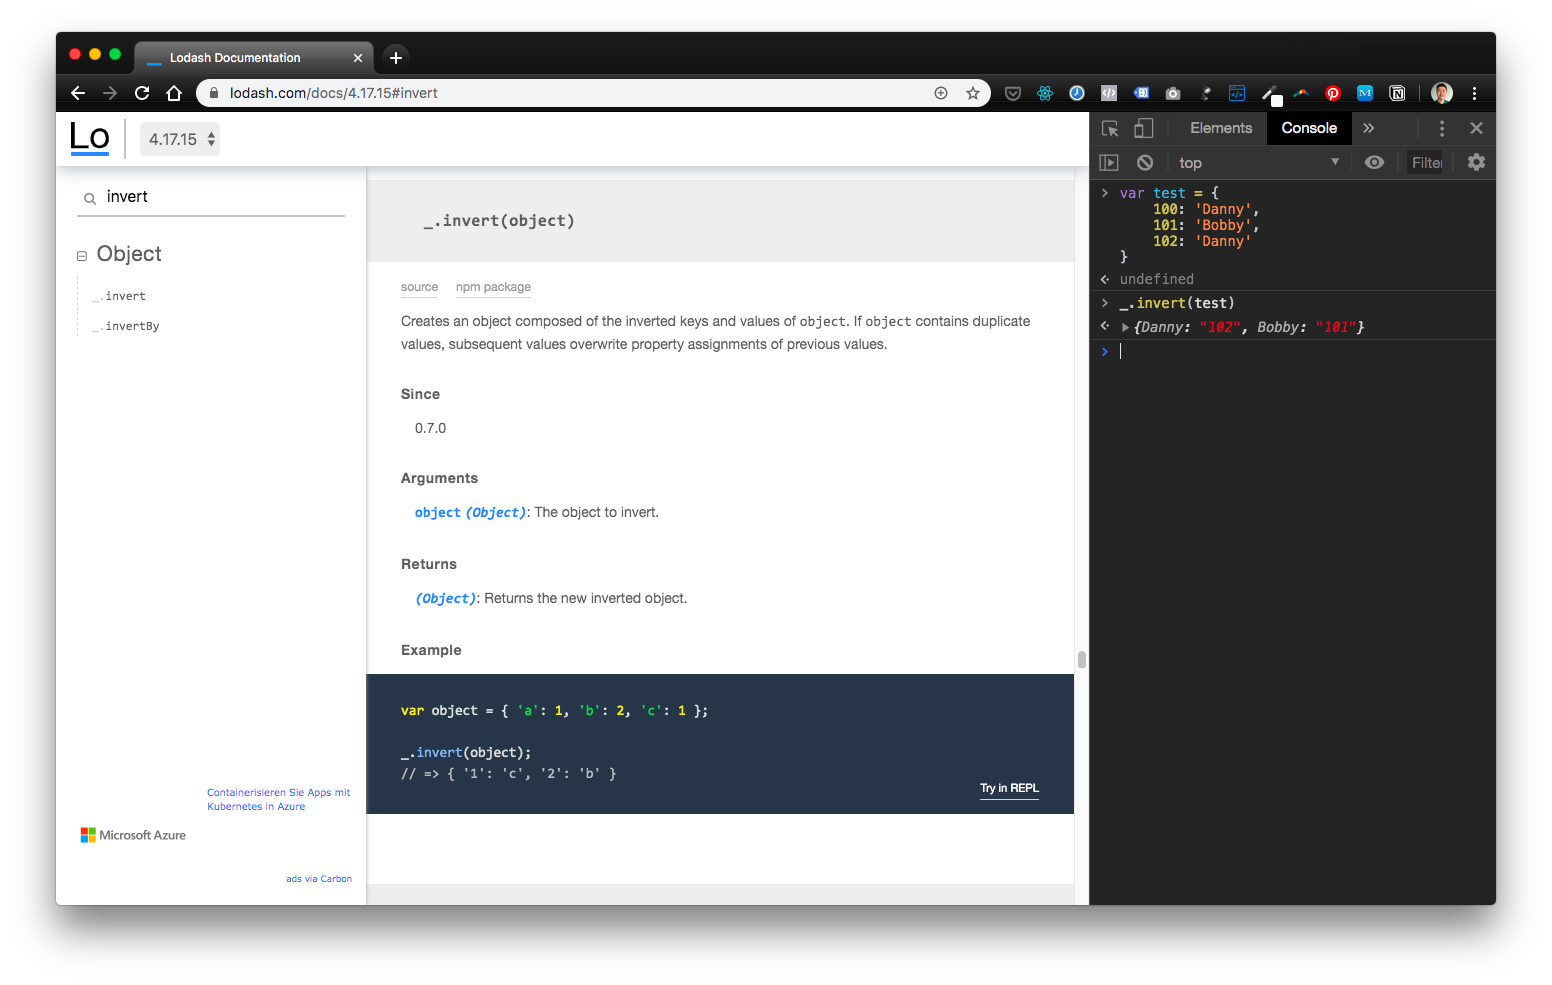 Lodash Documentation
lodash.com/docs/4.17.15#invert
Lo
4.17.15
invert
Object
_.invert
_.invertBy
Containerisieren Sie Apps mit
Kubernetes in Azure
Microsoft Azure
ads via Carbon
_.invert(object)
source npm package
Creates an object composed of the inverted keys and values of object. If object contains duplicate
values, subsequent values overwrite property assignments of previous values.
Since
0.7.0
Arguments
object (Object): The object to invert.
Returns
(Object): Returns the new inverted object.
Example
var object = { 'a': 1, 'b': 2, 'c': 1 };
_.invert(object);
// => { '1': 'c', '2': 'b' }
Try in REPL
Elements Console »
top Filter
> var test = {
100: 'Danny',
101: 'Bobby',
102: 'Danny'
}
undefined
> _.invert(test)
{Danny: "102", Bobby: "101"}
>